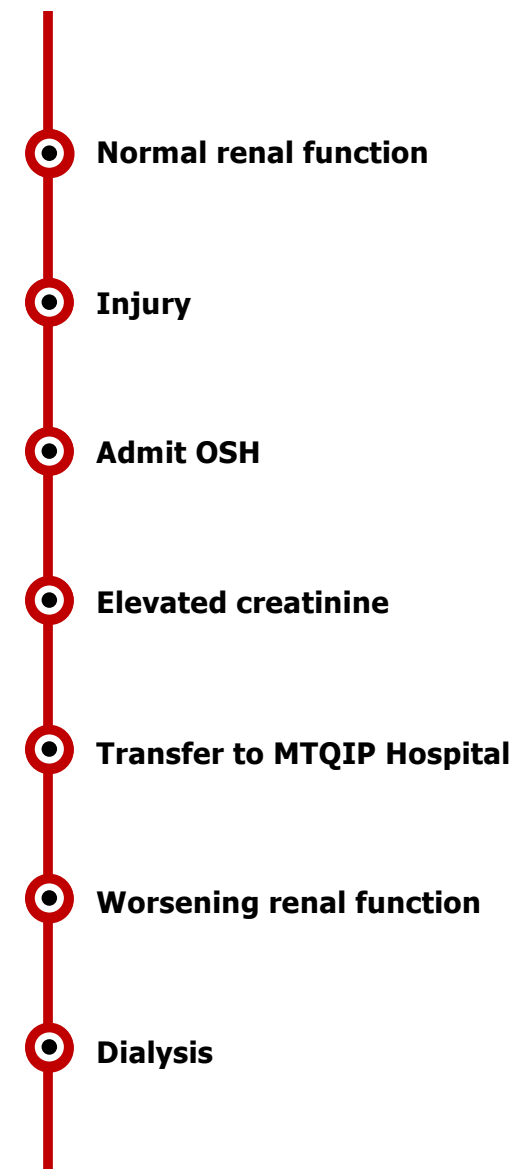 Normal renal function
Injury
Admit OSH
Elevated creatinine
Transfer to MTQIP Hospital
Worsening renal function
Dialysis